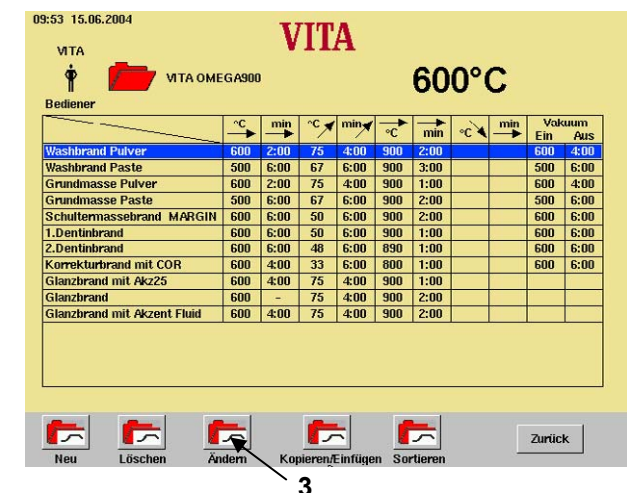 09:53 15.06.2004
VITA
VITA
VITA OMEGA900
600°C
Bediener
°C min °C min °C min °C min Vakuum
Ein Aus
Washbrand Pulver 600 2:00 75 4:00 900 2:00 600 4:00
Washbrand Paste 500 6:00 67 6:00 900 3:00 500 6:00
Grundmasse Pulver 600 2:00 75 4:00 900 1:00 600 4:00
Grundmasse Paste 500 6:00 67 6:00 900 2:00 500 6:00
Schultermassebrand MARGIN 600 6:00 50 6:00 900 2:00 600 6:00
1.Dentinbrand 600 6:00 50 6:00 900 1:00 600 6:00
2.Dentinbrand 600 6:00 48 6:00 890 1:00 600 6:00
Korrekturbrand mit COR 600 4:00 33 6:00 800 1:00 600 6:00
Glanzbrand mit Akz25 600 4:00 75 4:00 900 1:00
Glanzbrand 600 - 75 4:00 900 2:00
Glanzbrand mit Akzent Fluid 600 4:00 75 4:00 900 2:00
Zurück
Neu Löschen Ändern Kopieren/Einfügen Sortieren
3